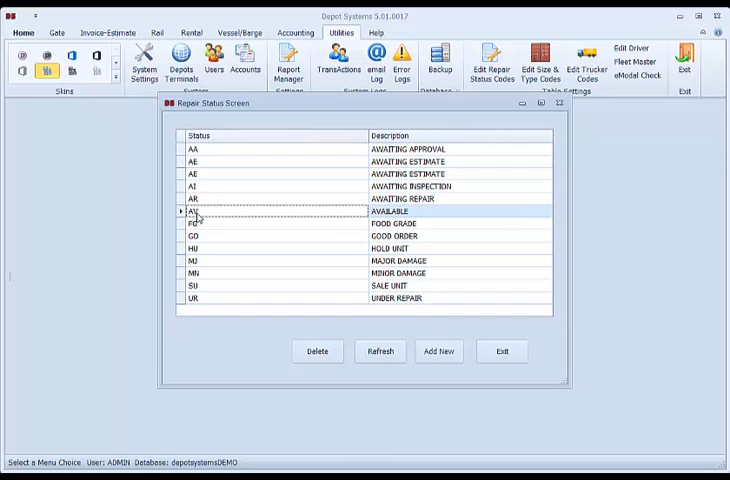 DS
Depot Systems 5.01.0017
Home Gate Invoice-Estimate Rail Rental Vessel/Barge Accounting Utilities Help
System Settings
Depots Terminals
Users
Accounts
Report Manager
TransActions
email Log
Error Logs
Backup
Edit Repair Status Codes
Edit Size & Type Codes
Edit Trucker Codes
Edit Driver
Fleet Master
eModal Check
Exit
Skins System Settings System Logs Database Table Settings Exit
DS Repair Status Screen
Status Description
AA AWAITING APPROVAL
AE AWAITING ESTIMATE
AE AWAITING ESTIMATE
AI AWAITING INSPECTION
AR AWAITING REPAIR
AV AVAILABLE
FG FOOD GRADE
GO GOOD ORDER
HU HOLD UNIT
MJ MAJOR DAMAGE
MN MINOR DAMAGE
SU SALE UNIT
UR UNDER REPAIR
Delete Refresh Add New Exit
Select a Menu Choice User: ADMIN Database: depotsystemsDEMO